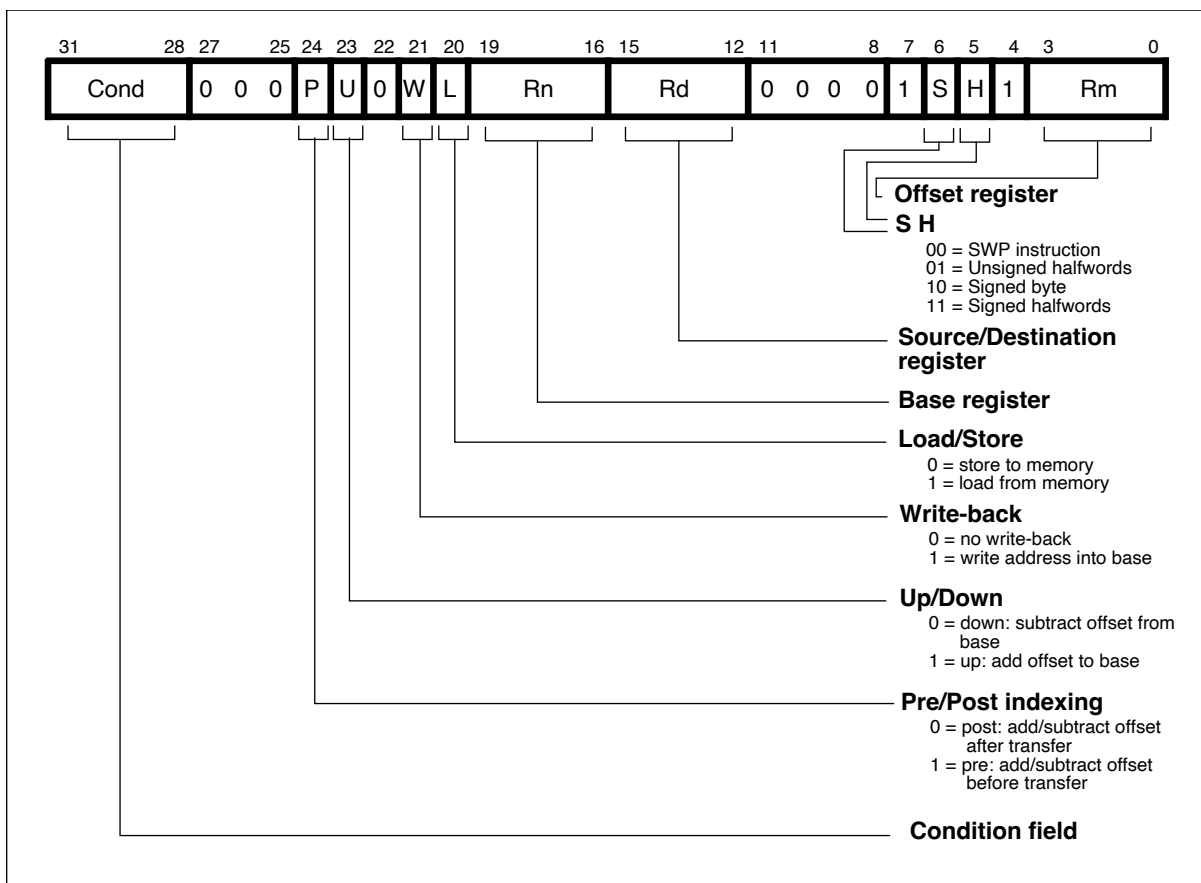 31 28 27 25 24 23 22 21 20 19 16 15 12 11 8 7 6 5 4 3 0
Cond 0 0 0 P U 0 W L Rn Rd 0 0 0 0 1 S H 1 Rm
Offset register
S H
00 = SWP instruction
01 = Unsigned halfwords
10 = Signed byte
11 = Signed halfwords
Source/Destination
register
Base register
Load/Store
0 = store to memory
1 = load from memory
Write-back
0 = no write-back
1 = write address into base
Up/Down
0 = down: subtract offset from
base
1 = up: add offset to base
Pre/Post indexing
0 = post: add/subtract offset
after transfer
1 = pre: add/subtract offset
before transfer
Condition field